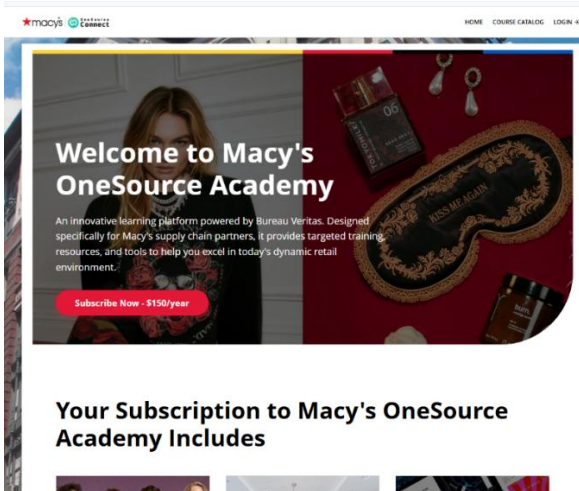 macy's OneSource Connect
HOME COURSE CATALOG LOGIN
Welcome to Macy's
OneSource Academy
An innovative learning platform powered by Bureau Veritas. Designed
specifically for Macy's supply chain partners, it provides targeted training,
resources, and tools to help you excel in today's dynamic retail
environment.
Subscribe Now - $150/year
06
KISS ME AGAIN
Your Subscription to Macy's OneSource
Academy Includes